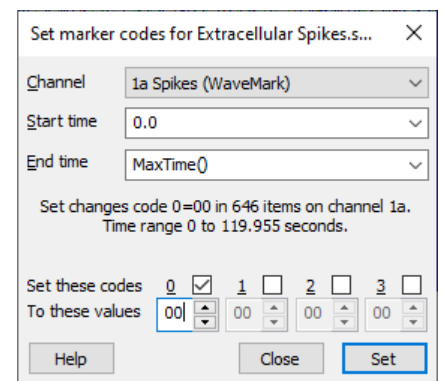 Set marker codes for Extracellular Spikes.s...
Channel 1a Spikes (WaveMark)
Start time 0.0
End time MaxTime()
Set changes code 0=00 in 646 items on channel 1a.
Time range 0 to 119.955 seconds.
Set these codes 0 1 2 3
To these values 00 00 00 00
Help Close Set